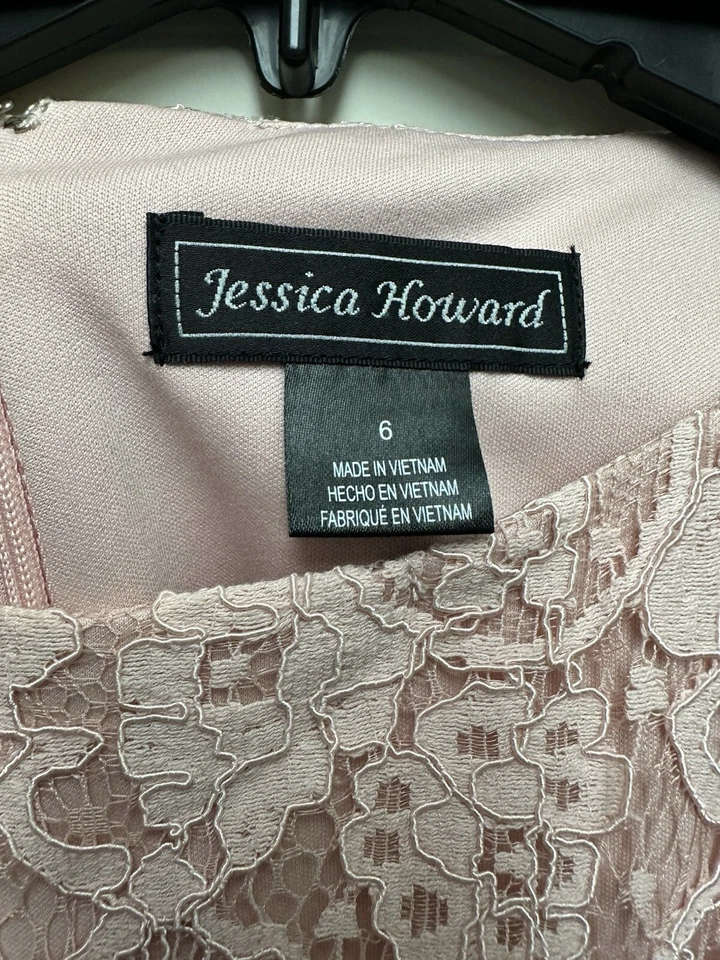 Jessica Howard
6
MADE IN VIETNAM
HECHO EN VIETNAM
FABRIQUÉ EN VIETNAM